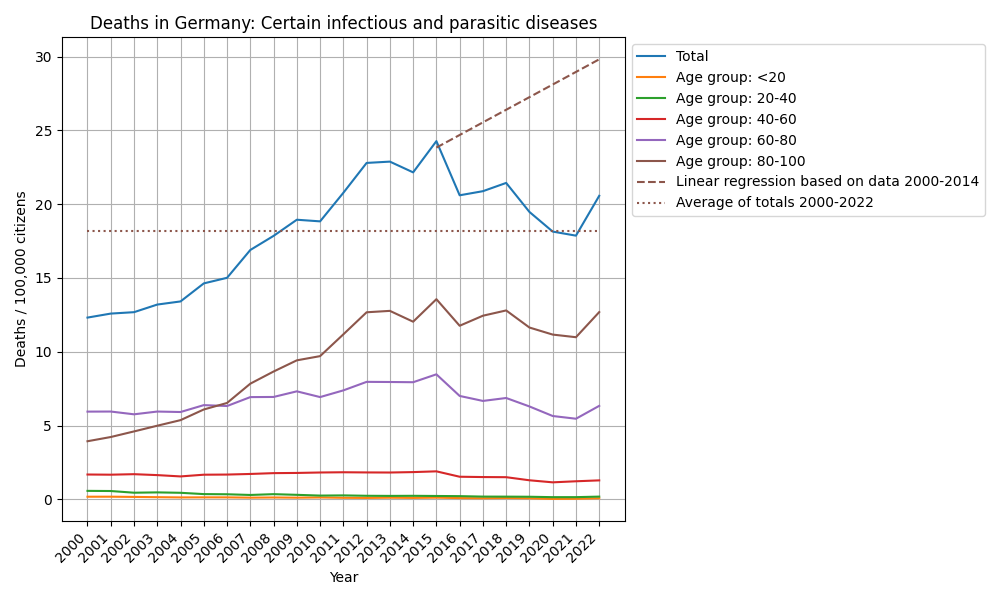 Deaths in Germany: Certain infectious and parasitic diseases
Deaths / 100,000 citizens
30
25
20
15
10
5
0
2000
2001
2002
2003
2004
2005
2006
2007
2008
2009
2010
2011
2012
2013
2014
2015
2016
2017
2018
2019
2020
2021
2022
Year
Total
Age group: <20
Age group: 20-40
Age group: 40-60
Age group: 60-80
Age group: 80-100
Linear regression based on data 2000-2014
Average of totals 2000-2022